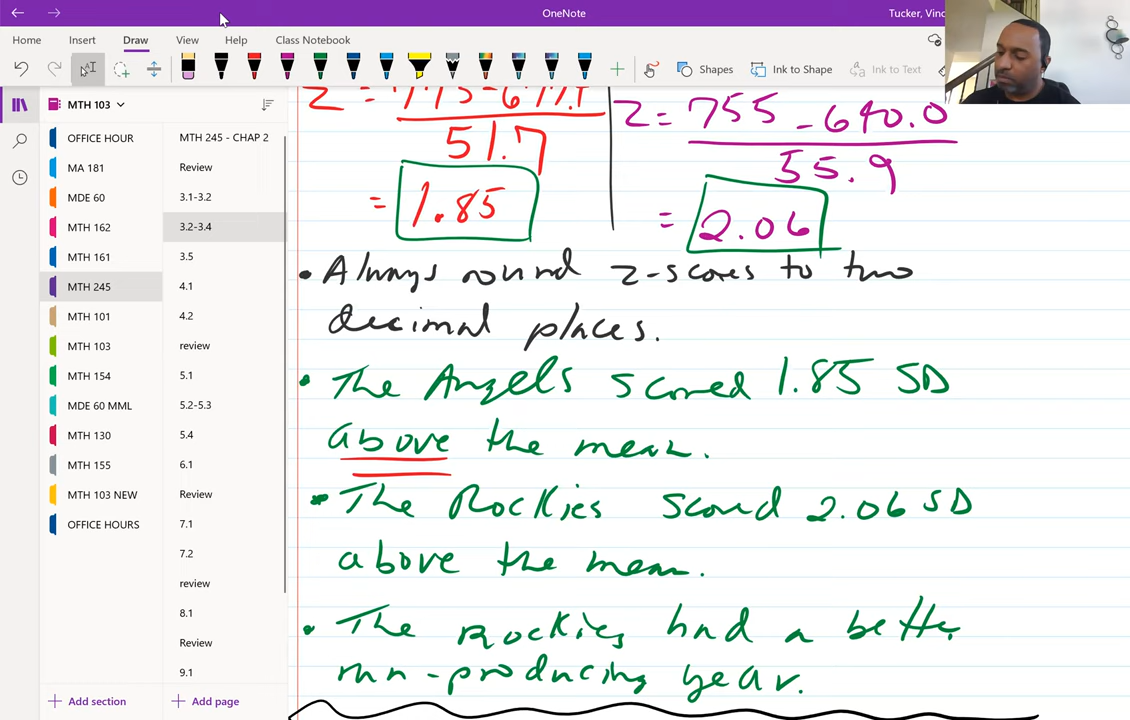 OneNote
Tucker, Vinc
Home Insert Draw View Help Class Notebook
Shapes Ink to Shape Ink to Text
MTH 103
OFFICE HOUR
MA 181
MDE 60
MTH 162
MTH 161
MTH 245
MTH 101
MTH 103
MTH 154
MDE 60 MML
MTH 130
MTH 155
MTH 103 NEW
OFFICE HOURS
Add section
MTH 245 - CHAP 2
Review
3.1-3.2
3.2-3.4
3.5
4.1
4.2
review
5.1
5.2-5.3
5.4
6.1
Review
7.1
7.2
review
8.1
Review
9.1
Add page
Z = 775-677.1
51.7
= 1.85
Z = 755 - 640.0
55.9
= 2.06
• Always round z-scores to two
decimal places.
• The Angels scored 1.85 SD
above the mean.
• The Rockies scored 2.06 SD
above the mean.
• The Rockies had a better
run-producing year.